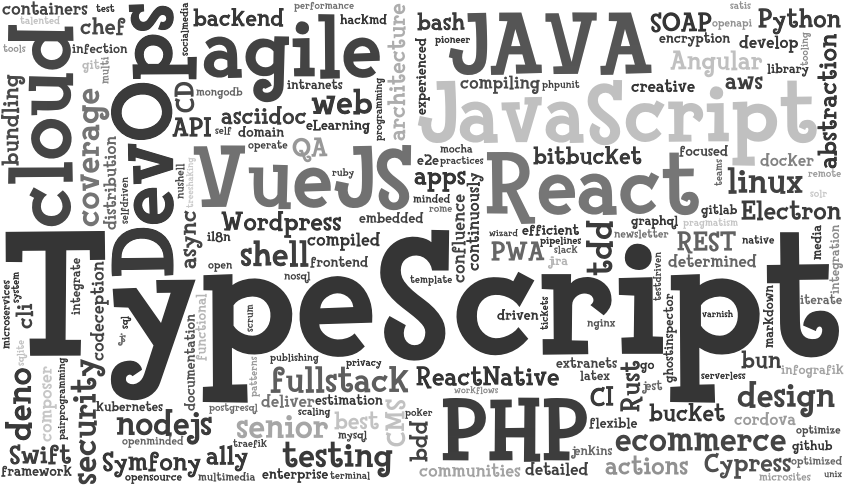 containers
test
talented
chef
tools
infection
git
multi
bundling
cloud
coverage
distribution
selfdriven
DevOps
socialmedia
backend
performance
VueJS
hackmd
agile
architecture
mongodb
intranets
programming
CD
API
asciidoc
web
self
domain
eLearning
operate
QA
nushell
treeshaking
ruby
bash
pioneer
JAVA
SOAP
satis
openapi
Python
encryption
develop
tooling
Angular
library
abstraction
experienced
compiling
phpunit
creative
aws
JavaScript
mocha
e2e
practices
bitbucket
focused
docker
apps
React
teams
linux
remote
solr
minded
rome
embedded
gitlab
Electron
Wordpress
i18n
compiled
async
shell
open
frontend
nosql
confluence
continuously
template
wizard
efficient
pipelines
PWA
slack
jira
tdd
graphql
pragmatism
newsletter
REST
native
determined
media
integration
TypeScript
microservices
system
cli
integrate
codeception
sql
scrum
driven
tickets
nginx
testdriven
ghostinspector
varnish
markdown
iterate
sqlite
documentation
functional
patterns
publishing
privacy
deno
composer
pairprogramming
security
fullstack
ReactNative
workflows
extranets
latex
go
Rust
jest
serverless
bun
infografik
Kubernetes
postgresql
deliver
estimation
scaling
CMS
poker
CI
flexible
bucket
design
cordova
nodejs
openminded
senior
best
mysql
bdd
PHP
jenkins
ecommerce
optimize
github
Swift
framework
Symfony
opensource
ally
traefik
multimedia
testing
enterprise
terminal
communities
detailed
actions
Cypress
optimized
microsites
unix